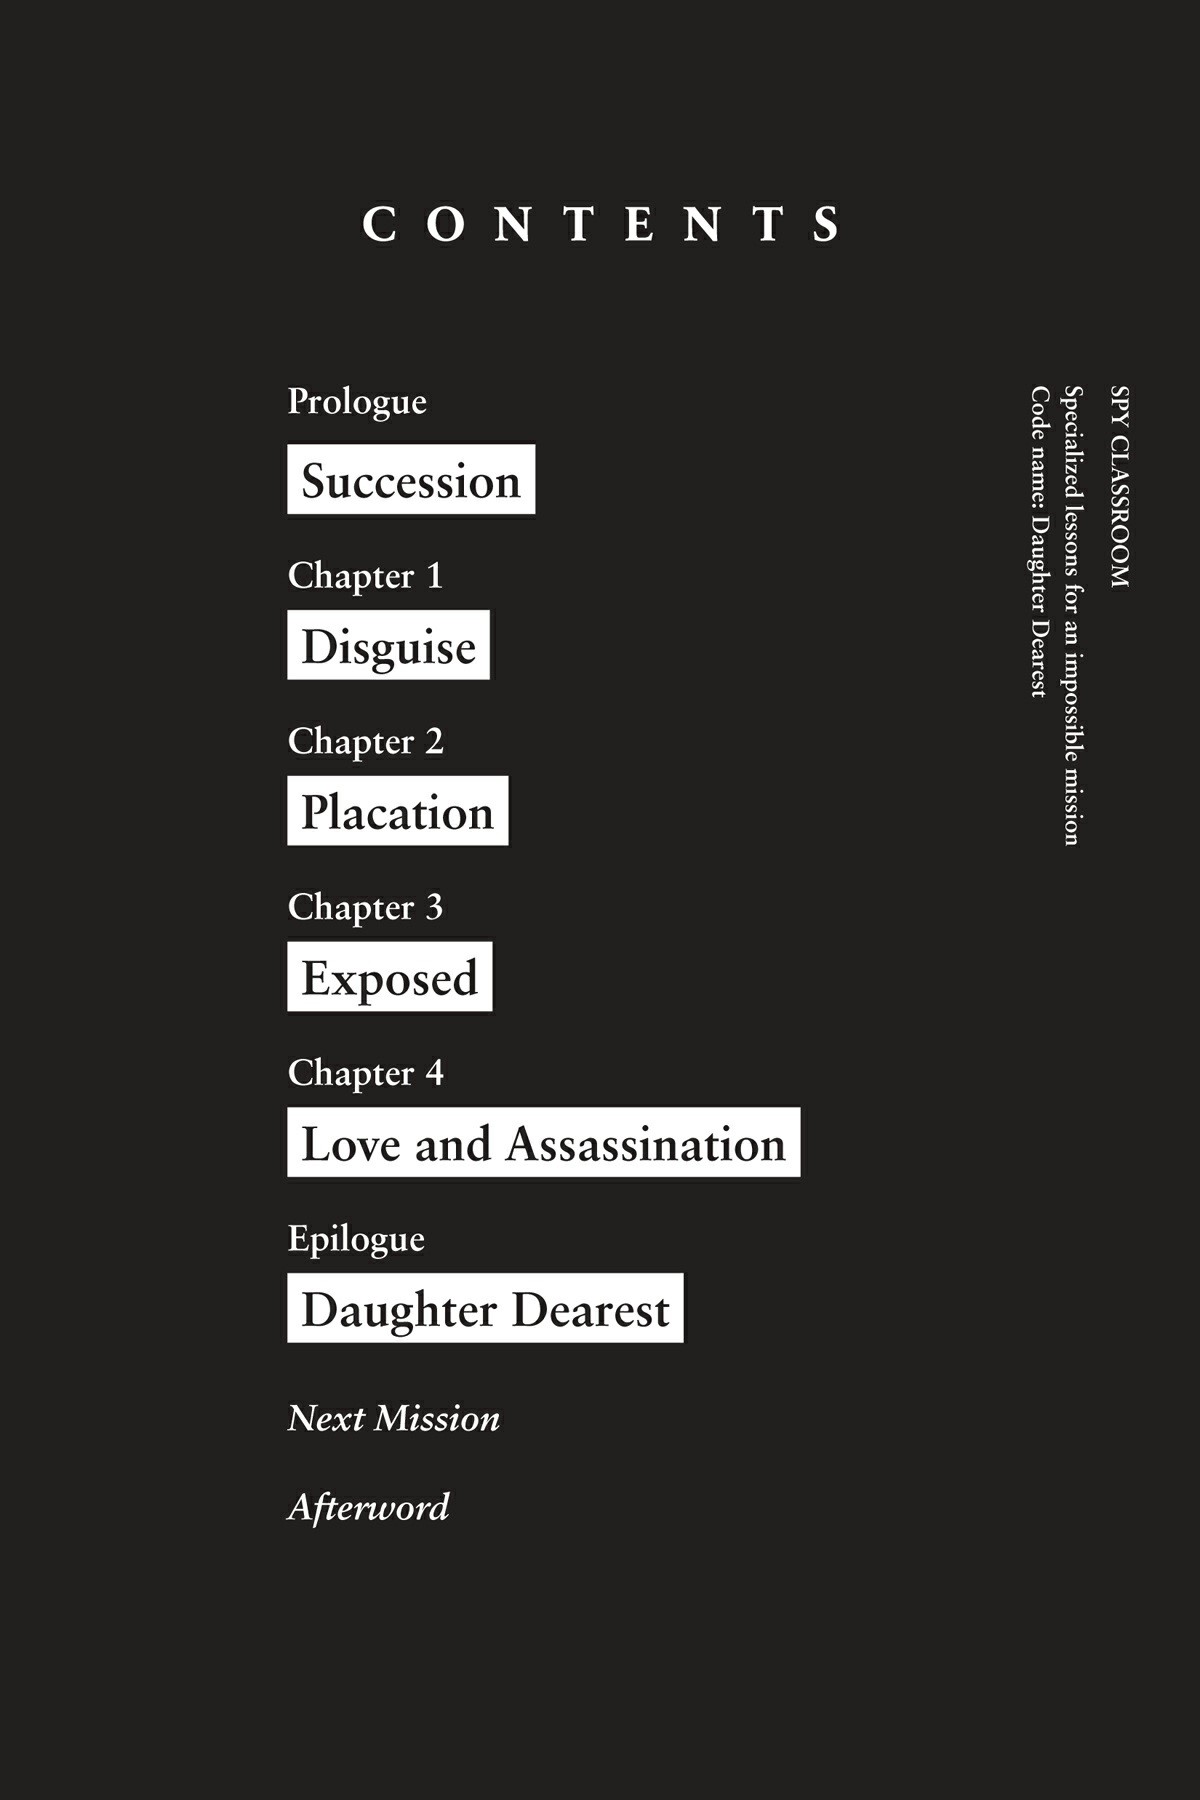 CONTENTS
Prologue
Succession
Chapter 1
Disguise
Chapter 2
Placation
Chapter 3
Exposed
Chapter 4
Love and Assassination
Epilogue
Daughter Dearest
Next Mission
Afterword
SPY CLASSROOM
Specialized lessons for an impossible mission
Code name: Daughter Dearest